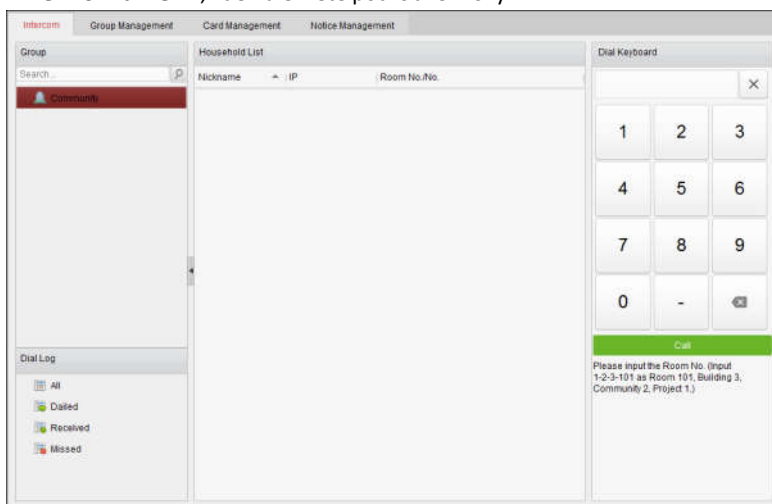 Intercom Group Management Card Management Notice Management
Group
Search...
Community
Household List
Nickname IP Room No./No.
Dial Keyboard
1 2 3
4 5 6
7 8 9
0 -
Call
Please input the Room No. (Input
1-2-3-101 as Room 101, Building 3,
Community 2, Project 1.)
Dial Log
All
Dailed
Received
Missed